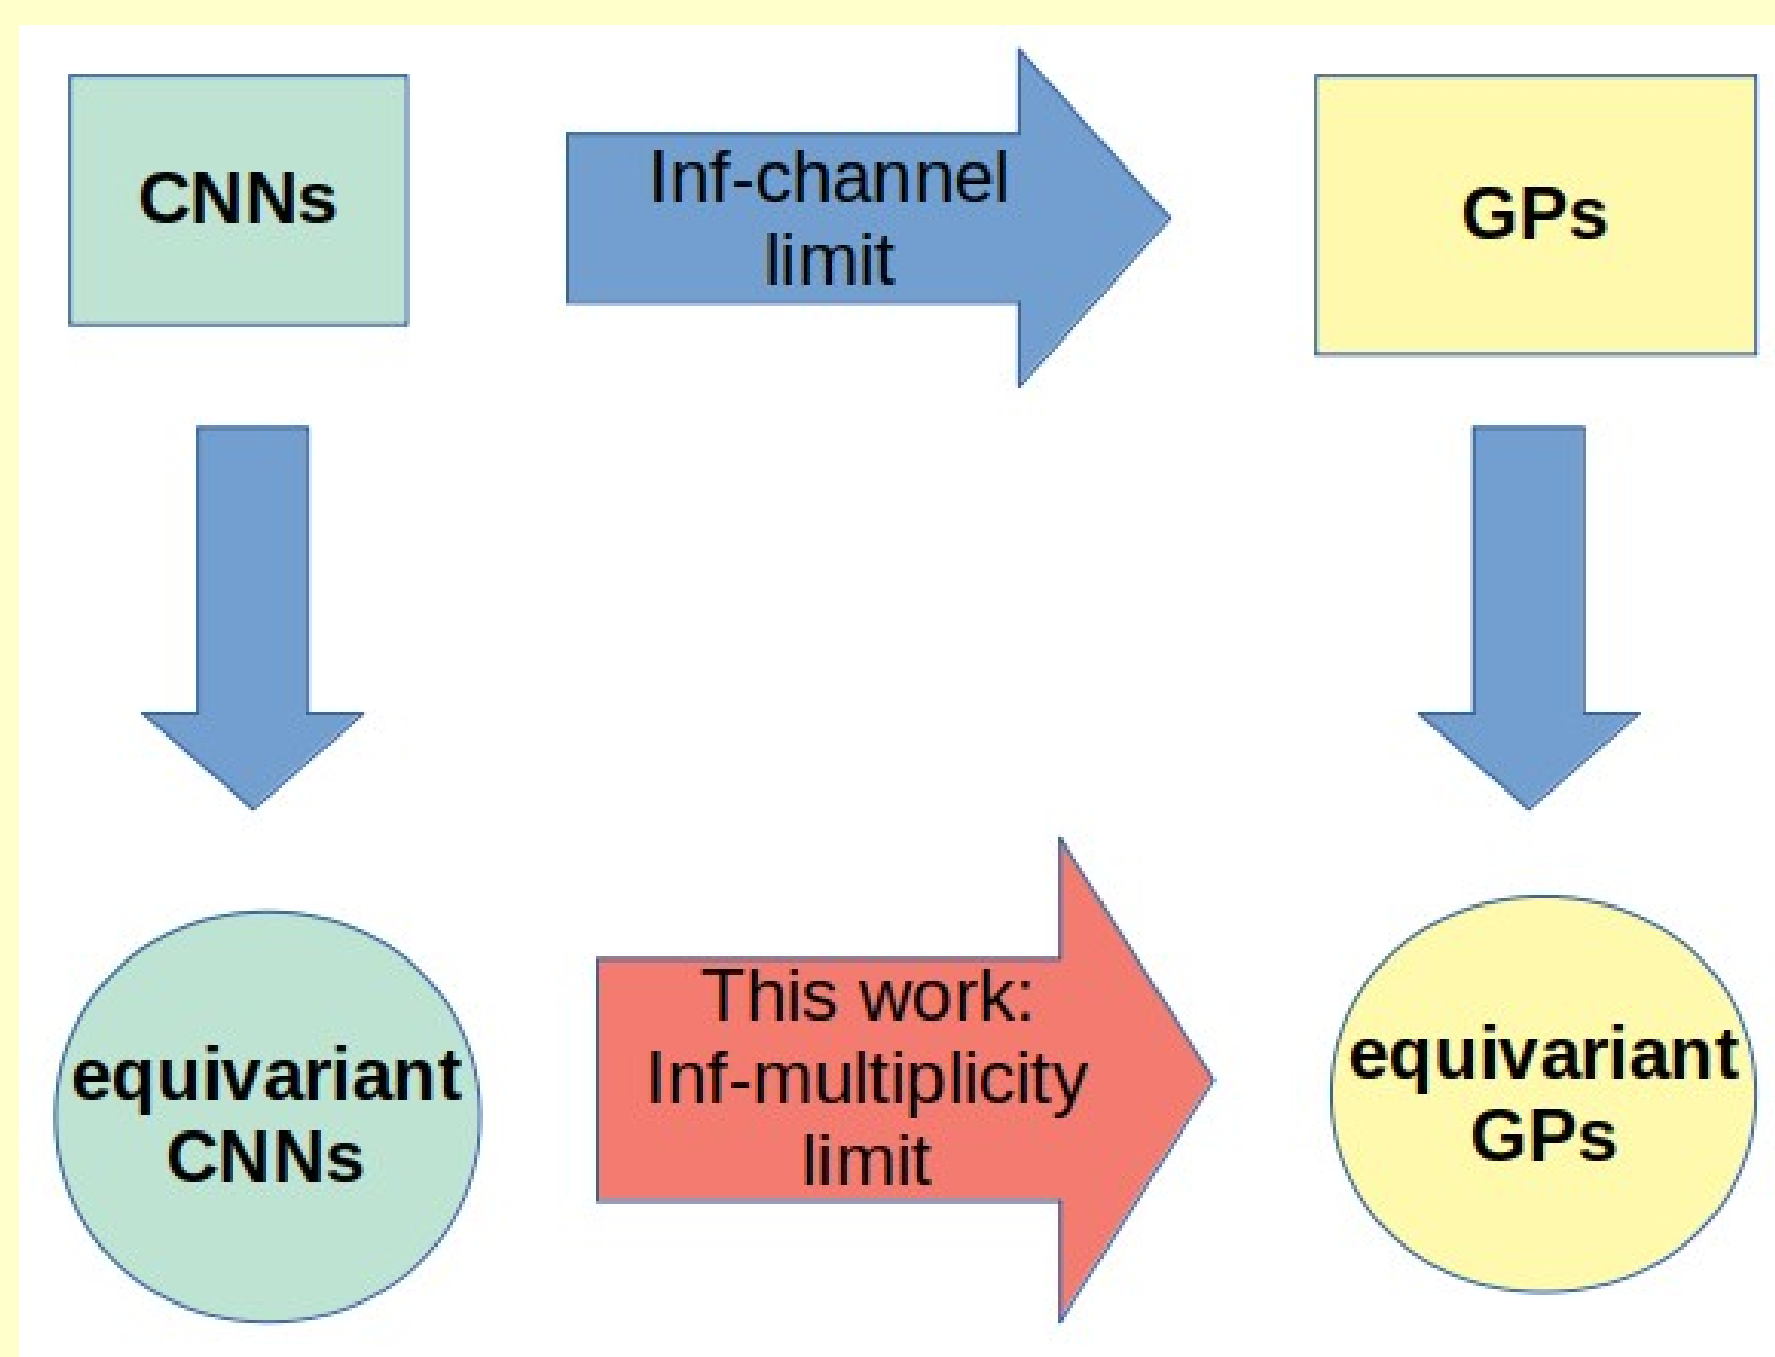 CNNs
Inf-channel
limit
GPs
equivariant
CNNs
This work:
Inf-multiplicity
limit
equivariant
GPs